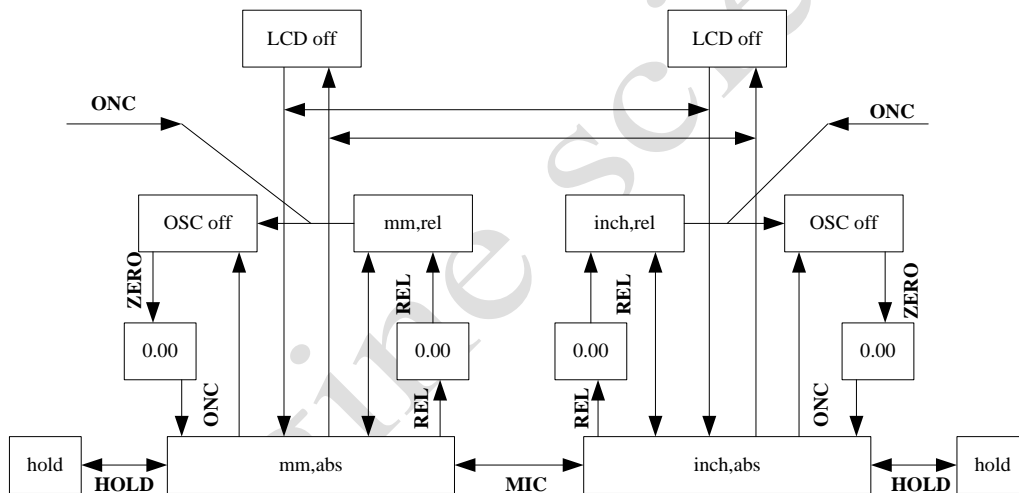 LCD off
LCD off
ONC
ONC
OSC off
mm,rel
inch,rel
OSC off
ZERO
REL
REL
ZERO
0.00
0.00
0.00
0.00
ONC
REL
REL
ONC
hold
HOLD
mm,abs
MIC
inch,abs
HOLD
hold